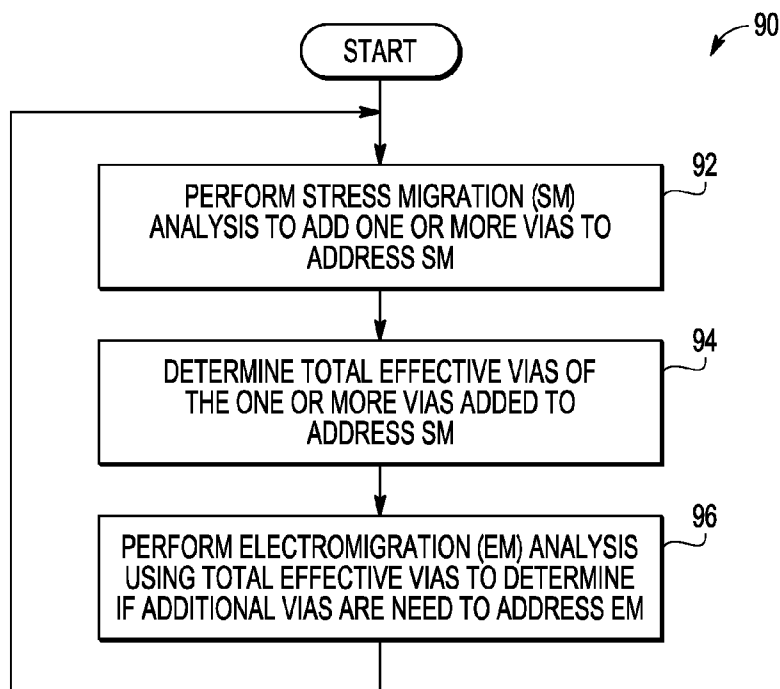 START
90
92
PERFORM STRESS MIGRATION (SM)
ANALYSIS TO ADD ONE OR MORE VIAS TO
ADDRESS SM
94
DETERMINE TOTAL EFFECTIVE VIAS OF
THE ONE OR MORE VIAS ADDED TO
ADDRESS SM
96
PERFORM ELECTROMIGRATION (EM) ANALYSIS
USING TOTAL EFFECTIVE VIAS TO DETERMINE
IF ADDITIONAL VIAS ARE NEED TO ADDRESS EM